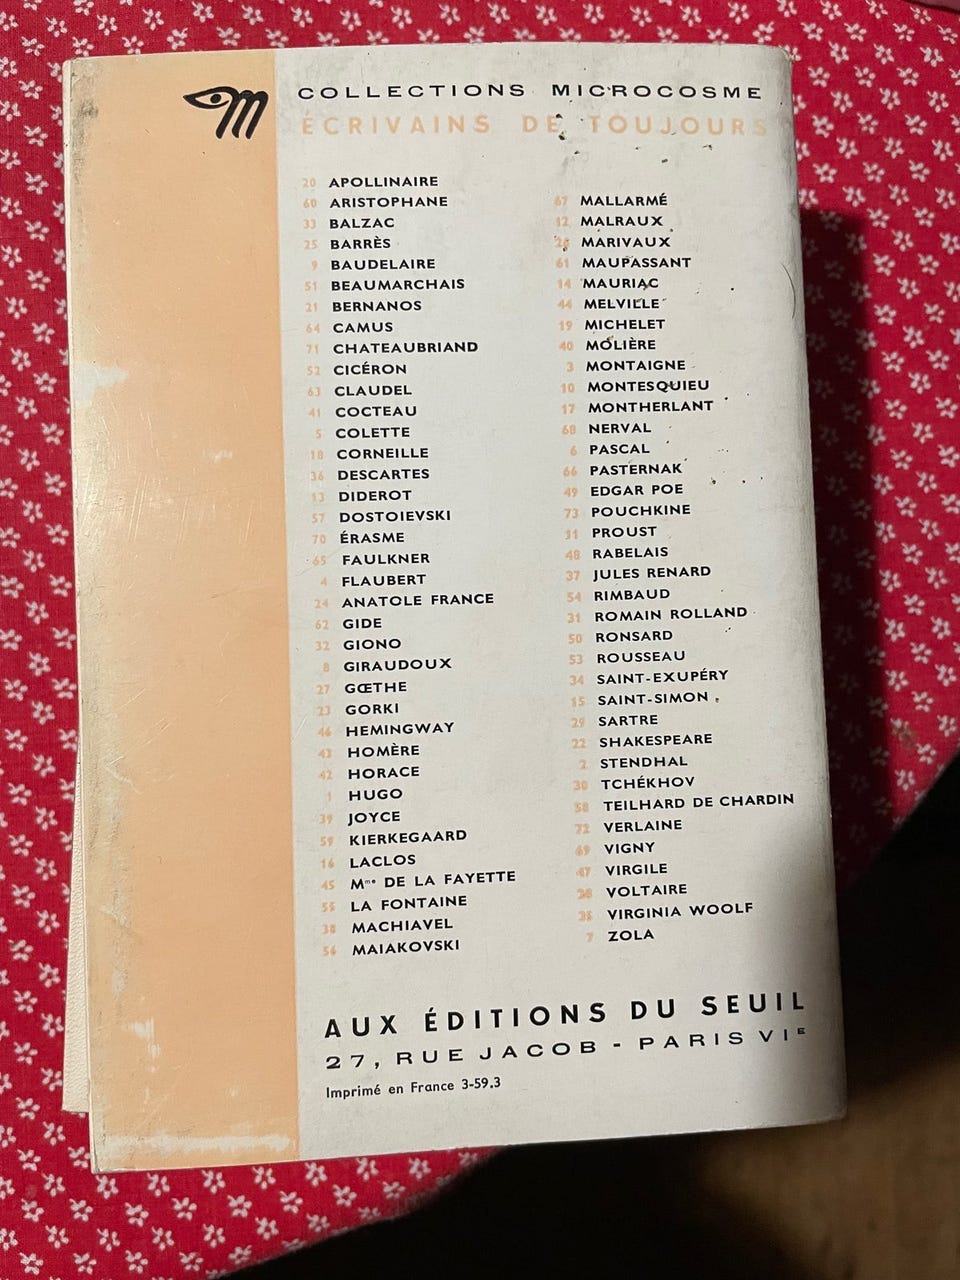 COLLECTIONS MICROCOSME
ÉCRIVAINS DE TOUJOURS
20 APOLLINAIRE
60 ARISTOPHANE
33 BALZAC
25 BARRÈS
9 BAUDELAIRE
51 BEAUMARCHAIS
21 BERNANOS
64 CAMUS
71 CHATEAUBRIAND
52 CICÉRON
63 CLAUDEL
41 COCTEAU
5 COLETTE
18 CORNEILLE
36 DESCARTES
13 DIDEROT
57 DOSTOIEVSKI
70 ÉRASME
65 FAULKNER
4 FLAUBERT
24 ANATOLE FRANCE
62 GIDE
32 GIONO
8 GIRAUDOUX
27 GŒTHE
23 GORKI
46 HEMINGWAY
43 HOMÈRE
42 HORACE
1 HUGO
39 JOYCE
59 KIERKEGAARD
16 LACLOS
45 Mme DE LA FAYETTE
55 LA FONTAINE
38 MACHIAVEL
56 MAIAKOVSKI
67 MALLARMÉ
12 MALRAUX
MARIVAUX
61 MAUPASSANT
14 MAURIAC
44 MELVILLE
19 MICHELET
40 MOLIÈRE
3 MONTAIGNE
10 MONTESQUIEU
17 MONTHERLANT
68 NERVAL
6 PASCAL
66 PASTERNAK
49 EDGAR POE
73 POUCHKINE
11 PROUST
48 RABELAIS
37 JULES RENARD
54 RIMBAUD
31 ROMAIN ROLLAND
50 RONSARD
53 ROUSSEAU
34 SAINT-EXUPÉRY
15 SAINT-SIMON
29 SARTRE
22 SHAKESPEARE
2 STENDHAL
30 TCHÉKHOV
58 TEILHARD DE CHARDIN
72 VERLAINE
69 VIGNY
47 VIRGILE
VOLTAIRE
35 VIRGINIA WOOLF
7 ZOLA
AUX ÉDITIONS DU SEUIL
27, RUE JACOB - PARIS VIE
Imprimé en France 3-59.3